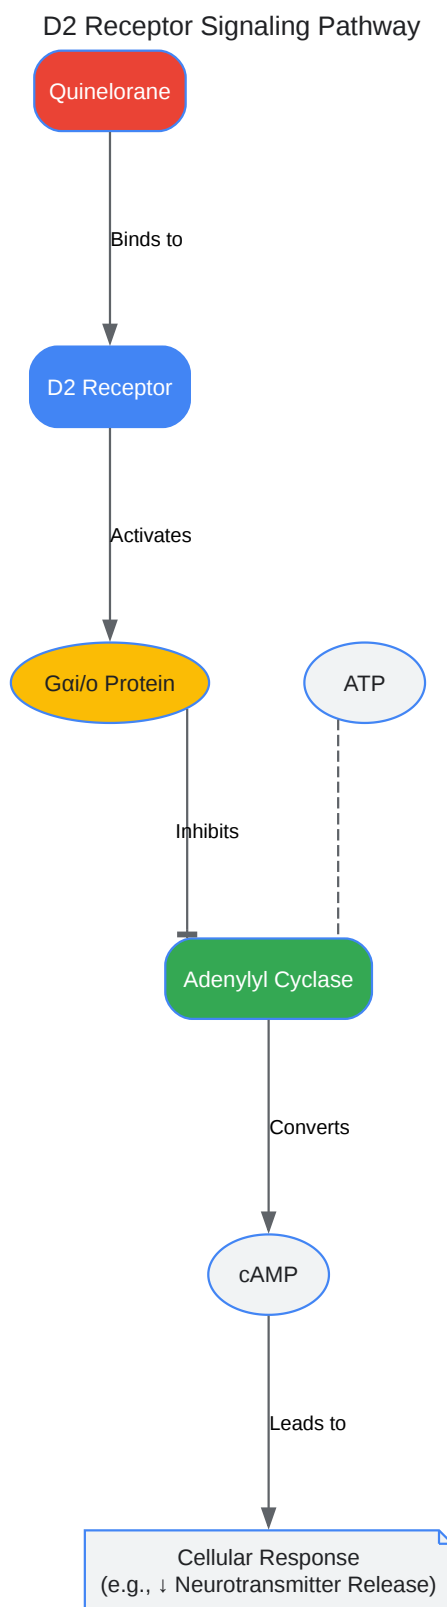 D2 Receptor Signaling Pathway
Quinelorane
Binds to
D2 Receptor
Activates
Gαi/o Protein
ATP
Inhibits
Adenylyl Cyclase
Converts
cAMP
Leads to
Cellular Response
(e.g., ↓ Neurotransmitter Release)